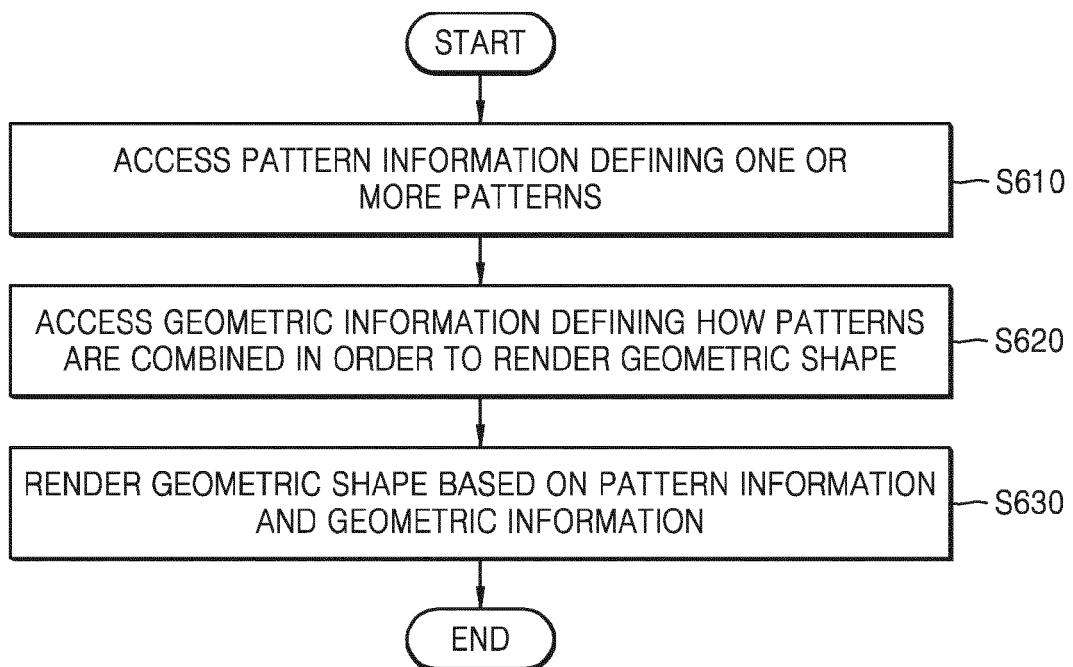 START
ACCESS PATTERN INFORMATION DEFINING ONE OR
MORE PATTERNS
S610
ACCESS GEOMETRIC INFORMATION DEFINING HOW PATTERNS
ARE COMBINED IN ORDER TO RENDER GEOMETRIC SHAPE
S620
RENDER GEOMETRIC SHAPE BASED ON PATTERN INFORMATION
AND GEOMETRIC INFORMATION
S630
END